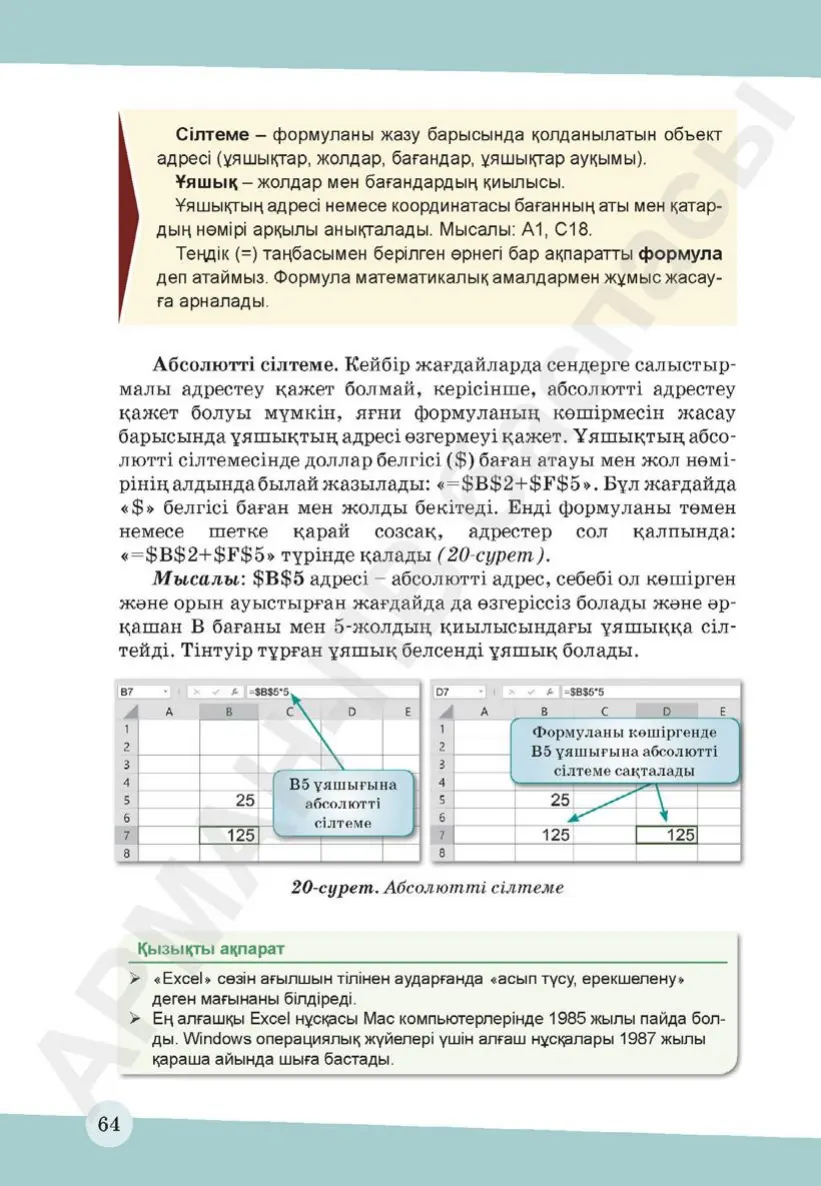 Сілтеме – формуланы жазу барысында қолданылатын объект
адресі (ұяшықтар, жолдар, бағандар, ұяшықтар ауқымы).
Ұяшық – жолдар мен бағандардың қиылысы.
Ұяшықтың адресі немесе координатасы бағанның аты мен қатар-
дың нөмірі арқылы анықталады. Мысалы: А1, С18.
Теңдік (=) таңбасымен берілген өрнегі бар ақпаратты формула
деп атаймыз. Формула математикалық амалдармен жұмыс жасау-
ға арналады.
Абсолютті сілтеме. Кейбір жағдайларда сендерге салыстыр-
малы адрестеу қажет болмай, керісінше, абсолютті адрестеу
қажет болуы мүмкін, яғни формуланың көшірмесін жасау
барысында ұяшықтың адресі өзгермеуі қажет. Ұяшықтың абсо-
лютті сілтемесінде доллар белгісі ($) баған атауы мен жол нөмі-
рінің алдында былай жазылады: «=$B$2+$F$5». Бұл жағдайда
«$» белгісі баған мен жолды бекітеді. Енді формуланы төмен
немесе шетке қарай созсақ, адрестер сол қалпында:
«=$B$2+$F$5» түрінде қалады (20-сурет).
Мысалы: $B$5 адресі – абсолютті адрес, себебі ол көшірген
және орын ауыстырған жағдайда да өзгеріссіз болады және әр-
қашан В бағаны мен 5-жолдың қиылысындағы ұяшыққа сіл-
тейді. Тінтуір тұрған ұяшық белсенді ұяшық болады.
B7 fx =$B$5*5
A B C D E
1
2
3
4
5 25
6
7 125
8
В5 ұяшығына
абсолютті
сілтеме
D7 fx =$B$5*5
A B C D E
1
2
3
4
5 25
6
7 125 125
8
Формуланы көшіргенде
В5 ұяшығына абсолютті
сілтеме сақталады
20-сурет. Абсолютті сілтеме
Қызықты ақпарат
➢ «Excel» сөзін ағылшын тілінен аударғанда «асып түсу, ерекшелену»
деген мағынаны білдіреді.
➢ Ең алғашқы Excel нұсқасы Mac компьютерлерінде 1985 жылы пайда бол-
ды. Windows операциялық жүйелері үшін алғаш нұсқалары 1987 жылы
қараша айында шыға бастады.
64
АРМАН-ПВ баспасы